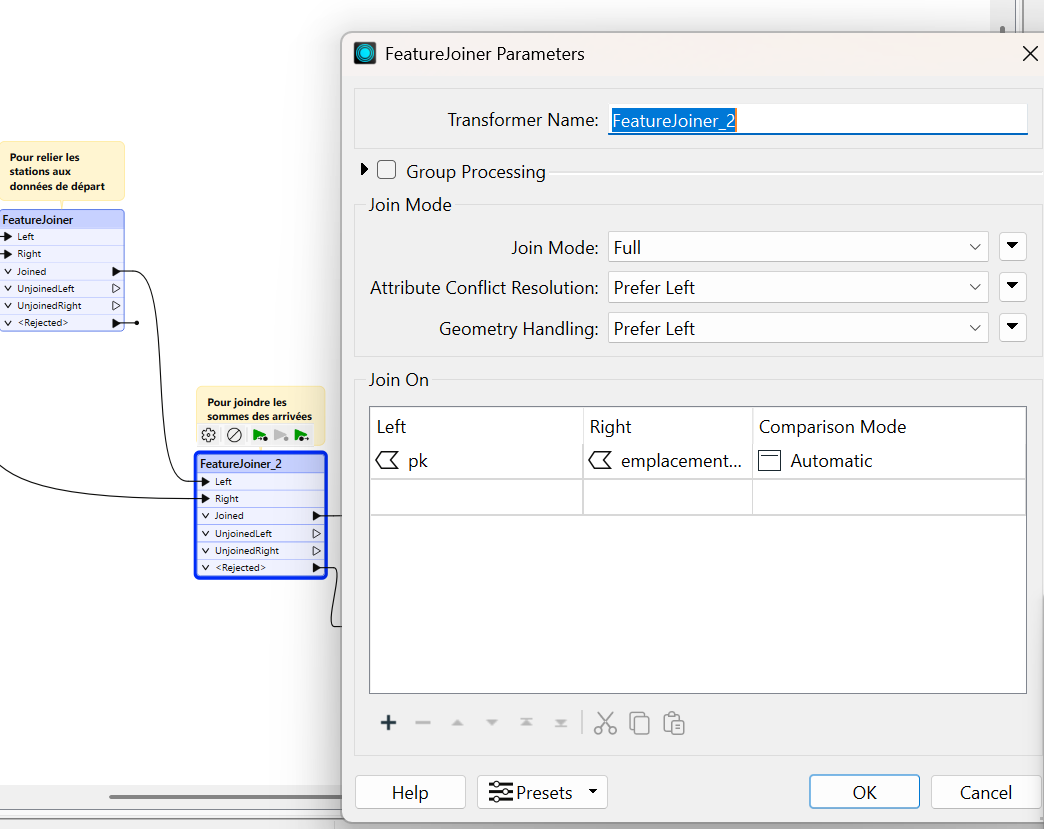 Pour relier les
stations aux
données de départ
FeatureJoiner
Left
Right
Joined
UnjoinedLeft
UnjoinedRight
<Rejected>
Pour joindre les
sommes des arrivées
FeatureJoiner_2
Left
Right
Joined
UnjoinedLeft
UnjoinedRight
<Rejected>
FeatureJoiner Parameters
Transformer Name: FeatureJoiner_2
Group Processing
Join Mode
Join Mode: Full
Attribute Conflict Resolution: Prefer Left
Geometry Handling: Prefer Left
Join On
Left Right Comparison Mode
pk emplacement... Automatic
Help Presets OK Cancel